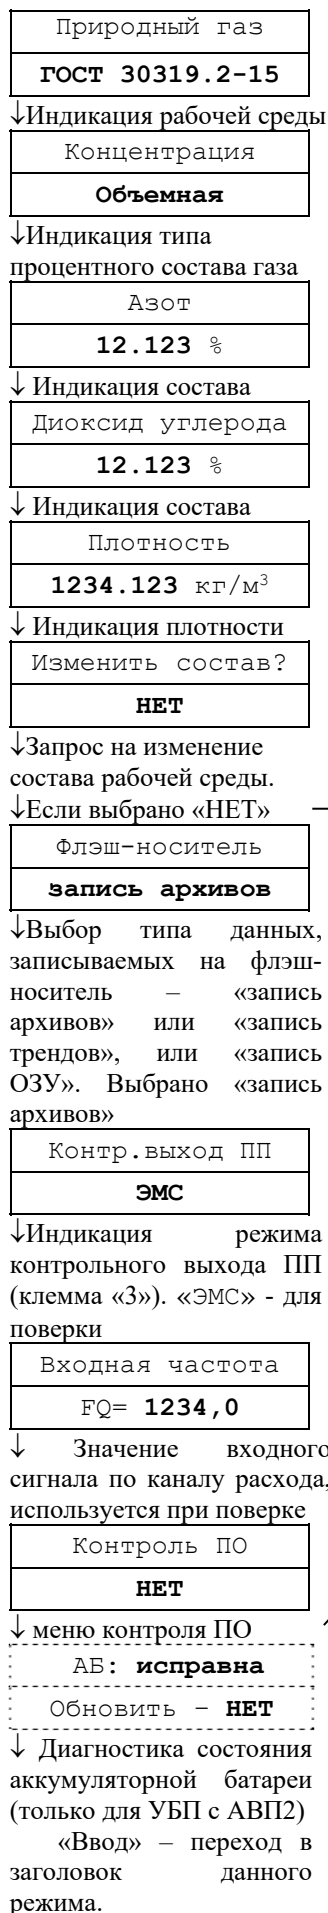 Природный газ
ГОСТ 30319.2-15
↓Индикация рабочей среды
Концентрация
Объемная
↓Индикация типа
процентного состава газа
Азот
12.123 %
↓ Индикация состава
Диоксид углерода
12.123 %
↓ Индикация состава
Плотность
1234.123 кг/м³
↓ Индикация плотности
Изменить состав?
НЕТ
↓Запрос на изменение
состава рабочей среды.
↓Если выбрано «НЕТ»
Флэш-носитель
запись архивов
↓Выбор типа данных,
записываемых на флэш-
носитель – «запись
архивов» или «запись
трендов», или «запись
ОЗУ». Выбрано «запись
архивов»
Контр.выход ПП
ЭМС
↓Индикация режима
контрольного выхода ПП
(клемма «3»). «ЭМС» - для
поверки
Входная частота
FQ= 1234,0
↓ Значение входного
сигнала по каналу расхода,
используется при поверке
Контроль ПО
НЕТ
↓ меню контроля ПО
АБ: исправна
Обновить – НЕТ
↓ Диагностика состояния
аккумуляторной батареи
(только для УБП с АВП2)
«Ввод» – переход в
заголовок данного
режима.